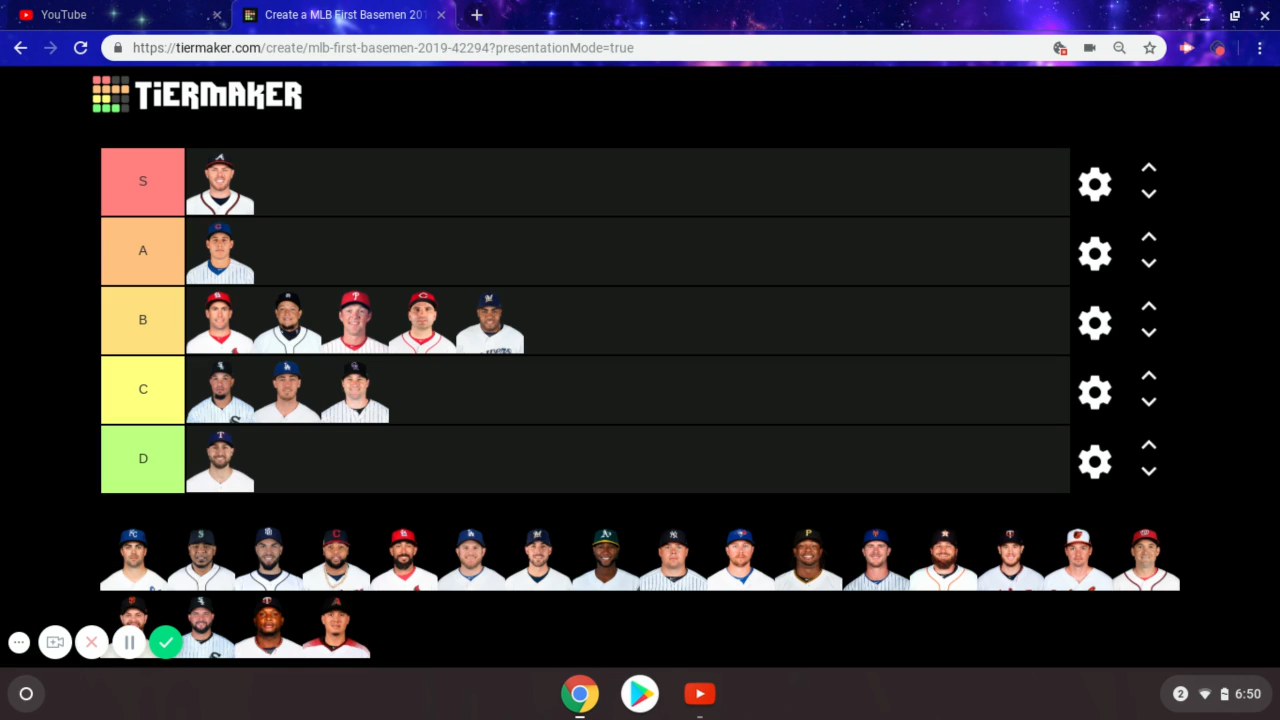 YouTube
Create a MLB First Basemen 201
https://tiermaker.com/create/mlb-first-basemen-2019-42294?presentationMode=true
TiERMAKER
S
A
B
C
D
2
6:50